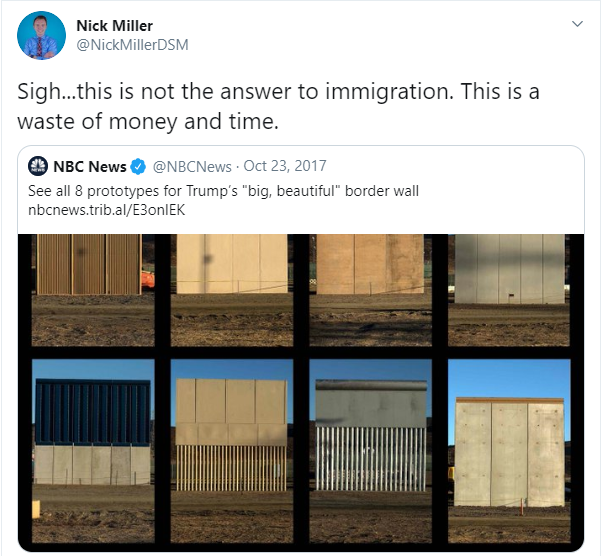 Nick Miller
@NickMillerDSM
Sigh...this is not the answer to immigration. This is a
waste of money and time.
NBC News @NBCNews · Oct 23, 2017
See all 8 prototypes for Trump's "big, beautiful" border wall
nbcnews.trib.al/E3onIEK